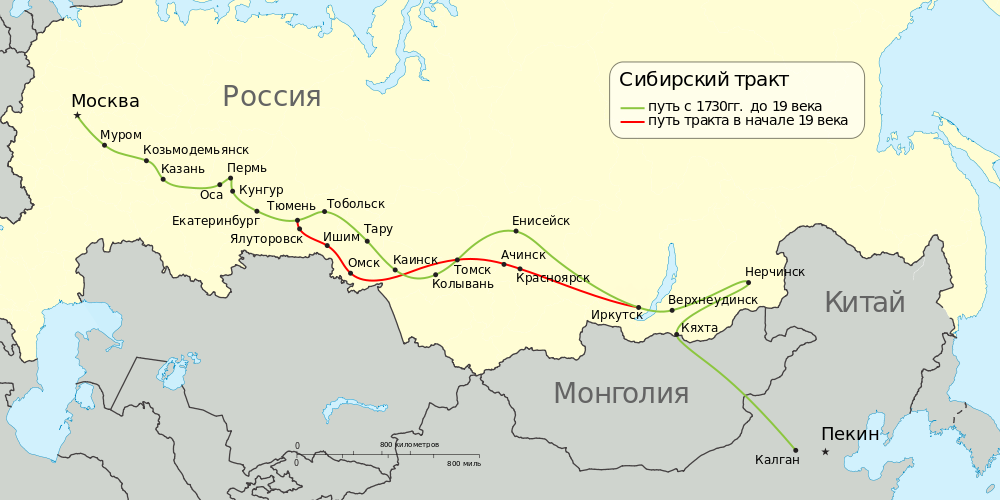 Сибирский тракт
путь с 1730гг. до 19 века
путь тракта в начале 19 века
Россия
Москва
Муром
Козьмодемьянск
Казань
Пермь
Оса
Кунгур
Тюмень
Тобольск
Екатеринбург
Тару
Ялуторовск
Ишим
Енисейск
Омск
Каинск
Ачинск
Томск
Колывань
Красноярск
Нерчинск
Верхнеудинск
Иркутск
Кяхта
Китай
Монголия
Пекин
Калган
0
800 километров
0
800 миль